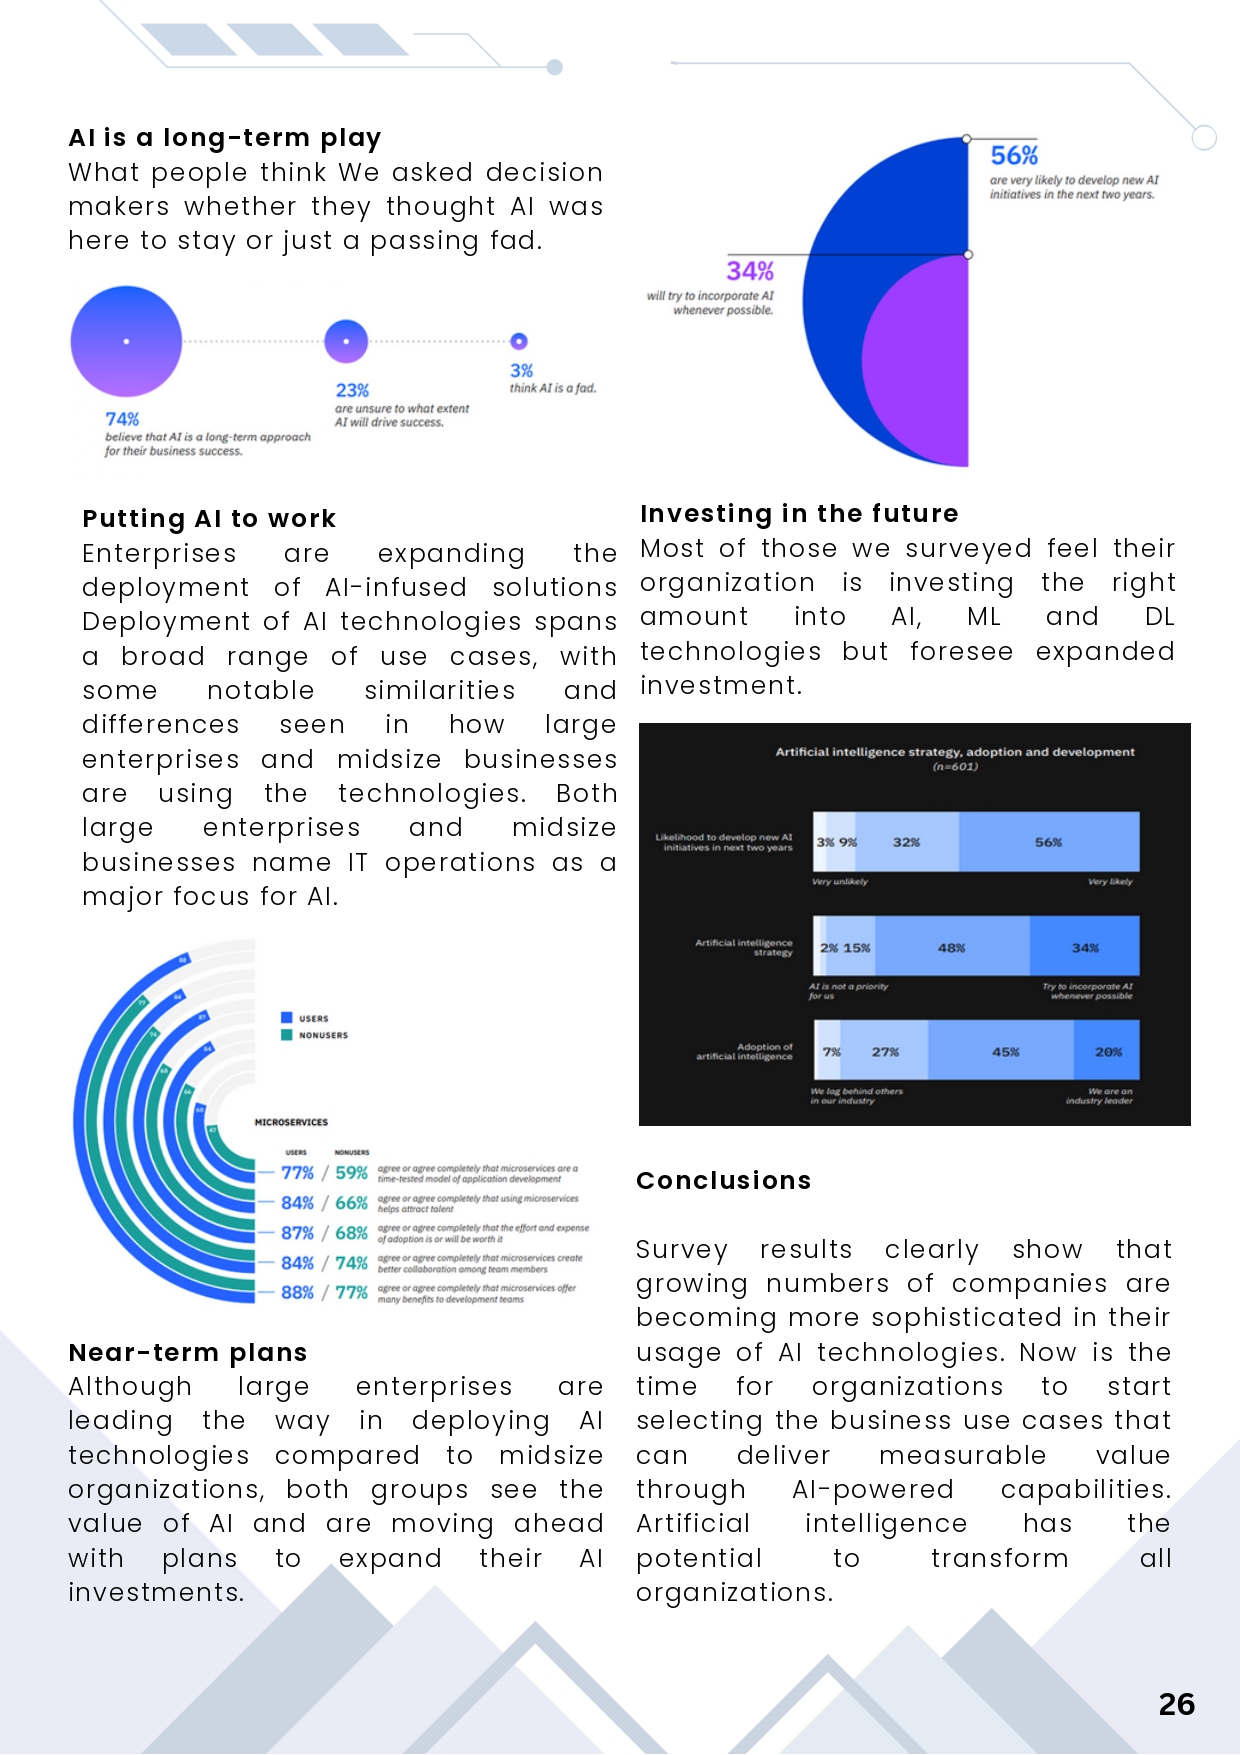 AI is a long-term play
What people think We asked decision
makers whether they thought AI was
here to stay or just a passing fad.
74%
believe that AI is a long-term approach
for their business success.
23%
are unsure to what extent
AI will drive success.
3%
think AI is a fad.
Putting AI to work
Enterprises are expanding the
deployment of AI-infused solutions
Deployment of AI technologies spans
a broad range of use cases, with
some notable similarities and
differences seen in how large
enterprises and midsize businesses
are using the technologies. Both
large enterprises and midsize
businesses name IT operations as a
major focus for AI.
88
77
84
74
87
68
84
66
60
47
USERS
NONUSERS
MICROSERVICES
USERS NONUSERS
77% / 59% agree or agree completely that microservices are a
time-tested model of application development
84% / 66% agree or agree completely that using microservices
helps attract talent
87% / 68% agree or agree completely that the effort and expense
of adoption is or will be worth it
84% / 74% agree or agree completely that microservices create
better collaboration among team members
88% / 77% agree or agree completely that microservices offer
many benefits to development teams
Near-term plans
Although large enterprises are
leading the way in deploying AI
technologies compared to midsize
organizations, both groups see the
value of AI and are moving ahead
with plans to expand their AI
investments.
56%
are very likely to develop new AI
initiatives in the next two years.
34%
will try to incorporate AI
whenever possible.
Investing in the future
Most of those we surveyed feel their
organization is investing the right
amount into AI, ML and DL
technologies but foresee expanded
investment.
Artificial intelligence strategy, adoption and development
(n=601)
Likelihood to develop new AI
initiatives in next two years
3% 9% 32% 56%
Very unlikely Very likely
Artificial intelligence
strategy
2% 15% 48% 34%
AI is not a priority
for us
Try to incorporate AI
whenever possible
Adoption of
artificial intelligence
7% 27% 45% 20%
We lag behind others
in our industry
We are an
industry leader
Conclusions
Survey results clearly show that
growing numbers of companies are
becoming more sophisticated in their
usage of AI technologies. Now is the
time for organizations to start
selecting the business use cases that
can deliver measurable value
through AI-powered capabilities.
Artificial intelligence has the
potential to transform all
organizations.
26